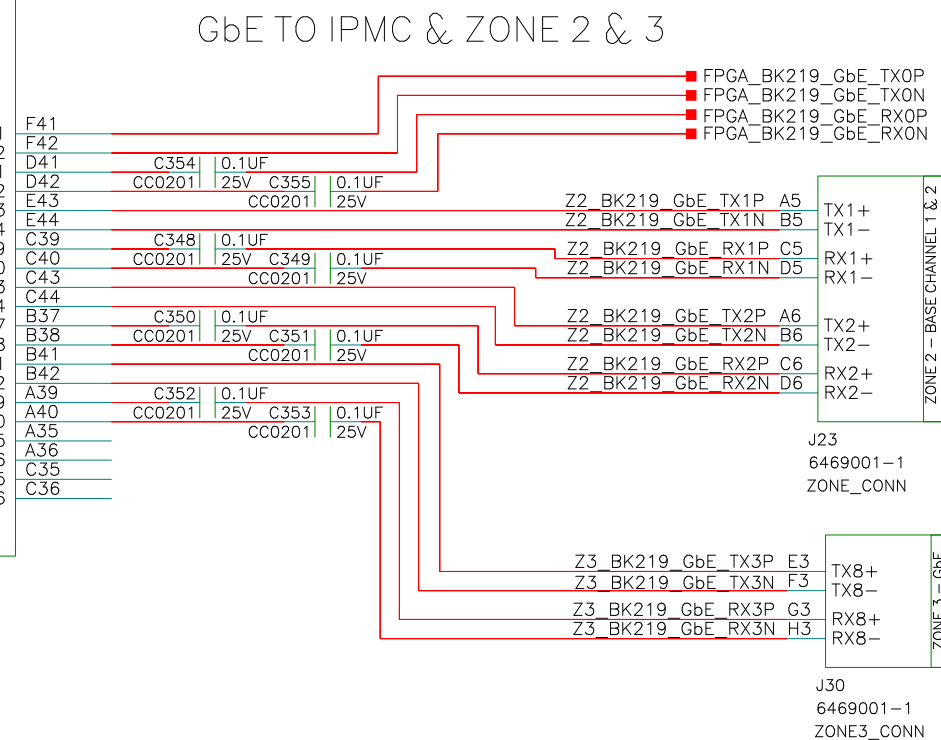 GbE TO IPMC & ZONE 2 & 3
FPGA_BK219_GbE_TX0P
FPGA_BK219_GbE_TX0N
FPGA_BK219_GbE_RX0P
FPGA_BK219_GbE_RX0N
F41
F42
D41 C354 0.1UF
D42 CC0201 25V C355 0.1UF
E43 CC0201 25V Z2_BK219_GbE_TX1P A5 TX1+
E44 Z2_BK219_GbE_TX1N B5 TX1-
C39 C348 0.1UF Z2_BK219_GbE_RX1P C5 RX1+
C40 CC0201 25V C349 0.1UF Z2_BK219_GbE_RX1N D5 RX1-
C43 CC0201 25V
C44 Z2_BK219_GbE_TX2P A6 TX2+
B37 C350 0.1UF Z2_BK219_GbE_TX2N B6 TX2-
B38 CC0201 25V C351 0.1UF
B41 CC0201 25V Z2_BK219_GbE_RX2P C6 RX2+
B42 Z2_BK219_GbE_RX2N D6 RX2-
A39 C352 0.1UF
A40 CC0201 25V C353 0.1UF
A35 CC0201 25V
A36
C35
C36
ZONE 2 - BASE CHANNEL 1 & 2
J23
6469001-1
ZONE_CONN
Z3_BK219_GbE_TX3P E3 TX8+
Z3_BK219_GbE_TX3N F3 TX8-
Z3_BK219_GbE_RX3P G3 RX8+
Z3_BK219_GbE_RX3N H3 RX8-
ZONE 3 - GbE
J30
6469001-1
ZONE3_CONN